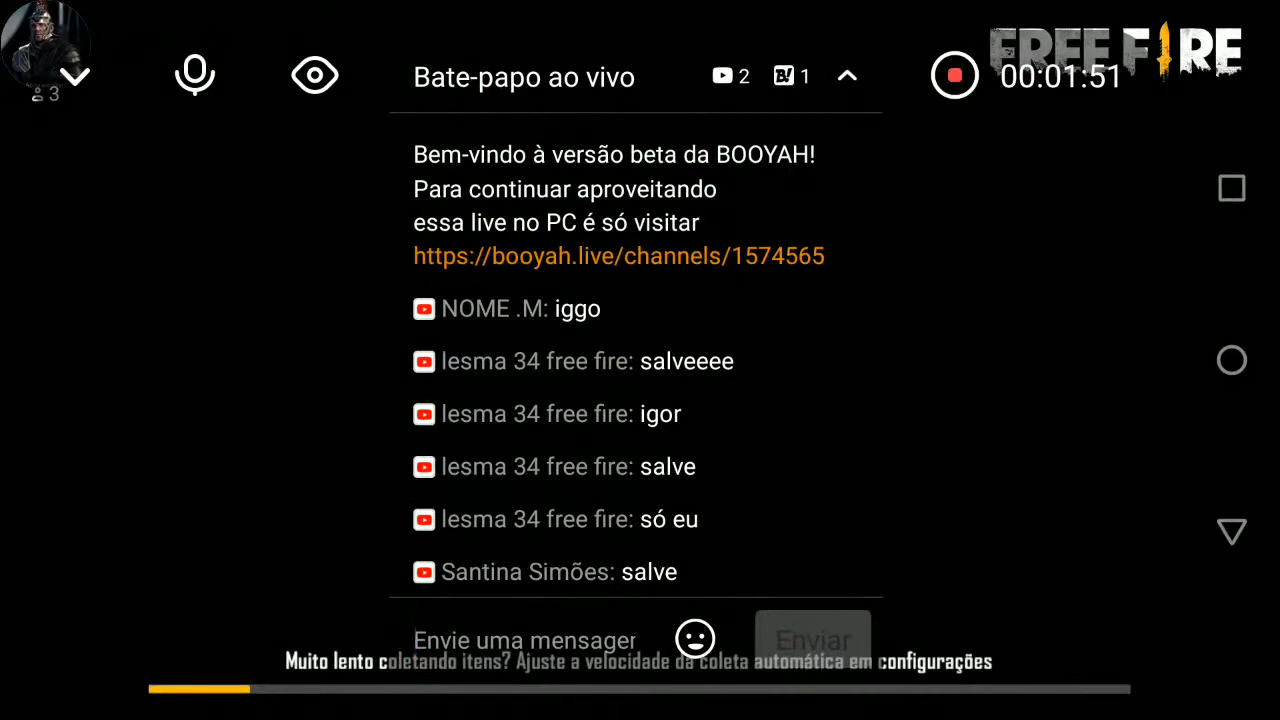 FREE FIRE
3
Bate-papo ao vivo
2
B! 1
00:01:51
Bem-vindo à versão beta da BOOYAH!
Para continuar aproveitando
essa live no PC é só visitar
https://booyah.live/channels/1574565
NOME .M: iggo
lesma 34 free fire: salveeee
lesma 34 free fire: igor
lesma 34 free fire: salve
lesma 34 free fire: só eu
Santina Simões: salve
Envie uma mensager
Enviar
Muito lento coletando itens? Ajuste a velocidade da coleta automática em configurações